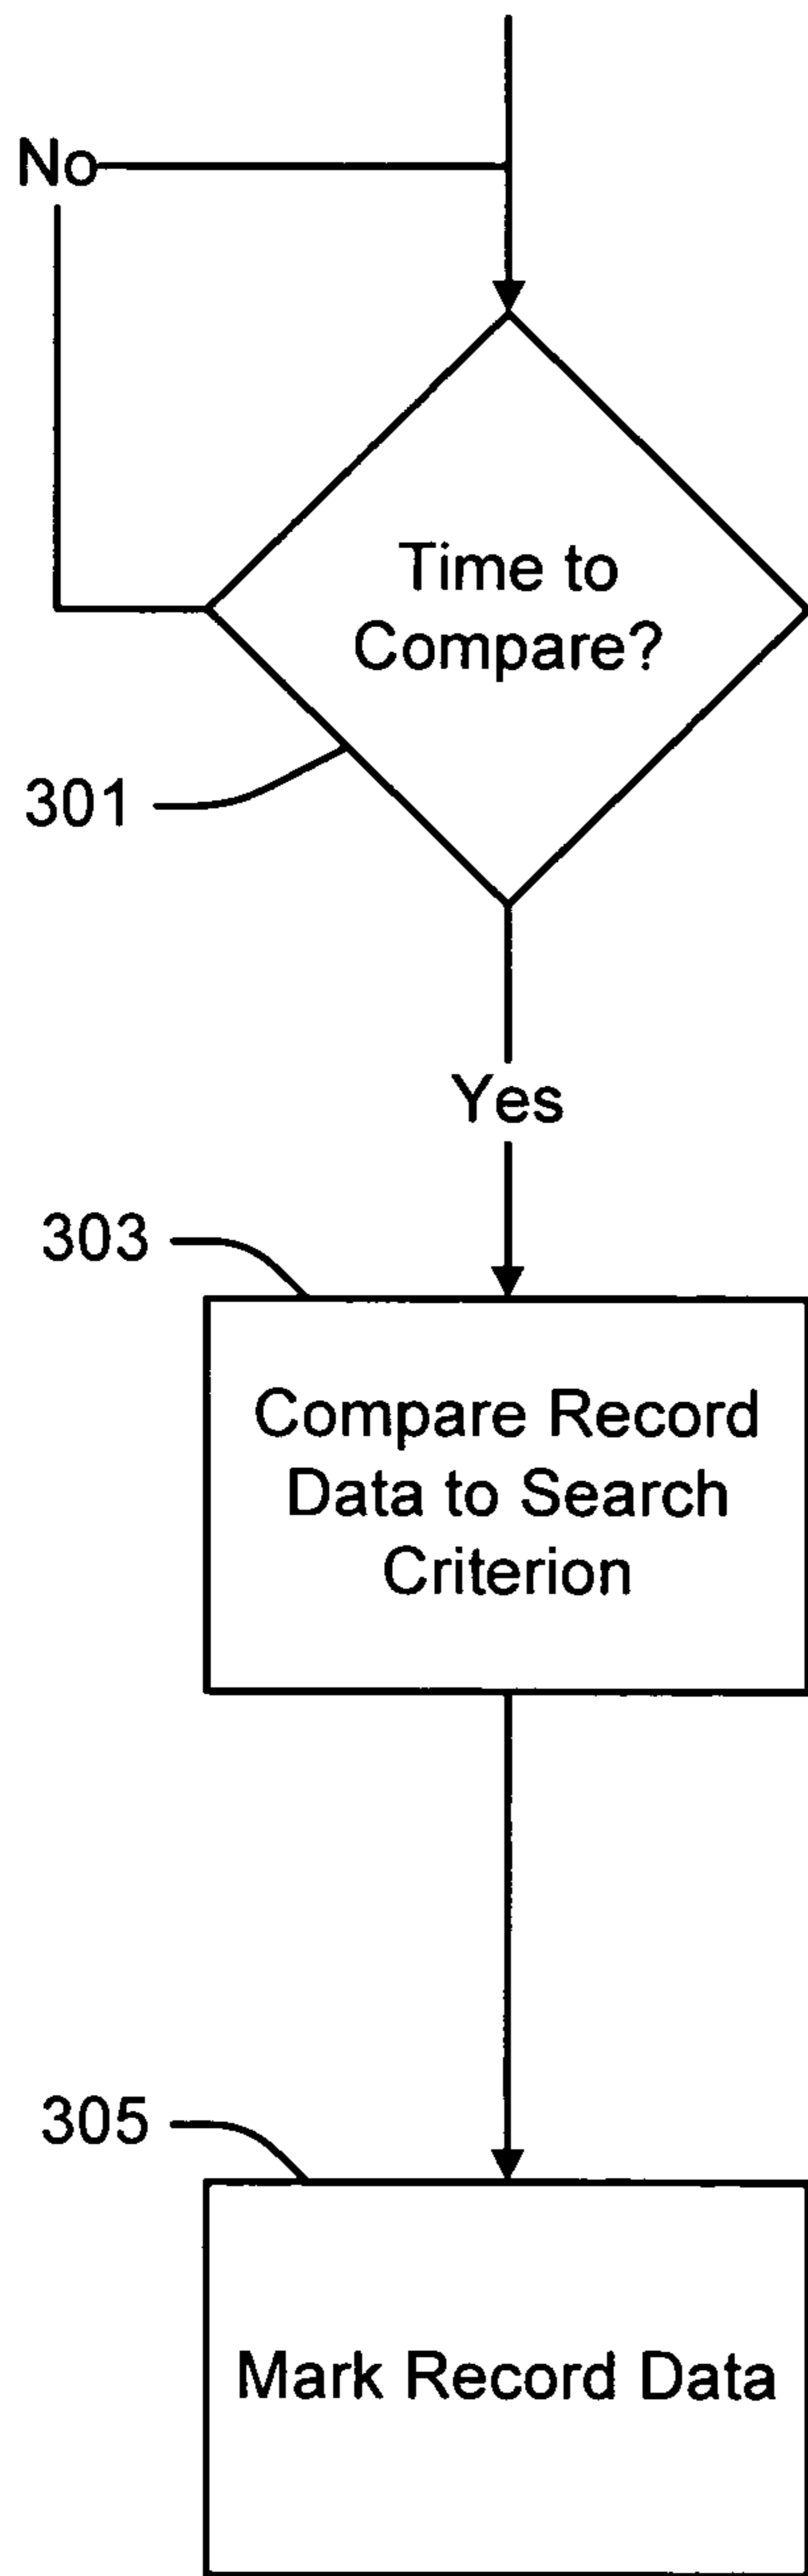 No
Time to
Compare?
301
Yes
303
Compare Record
Data to Search
Criterion
305
Mark Record Data